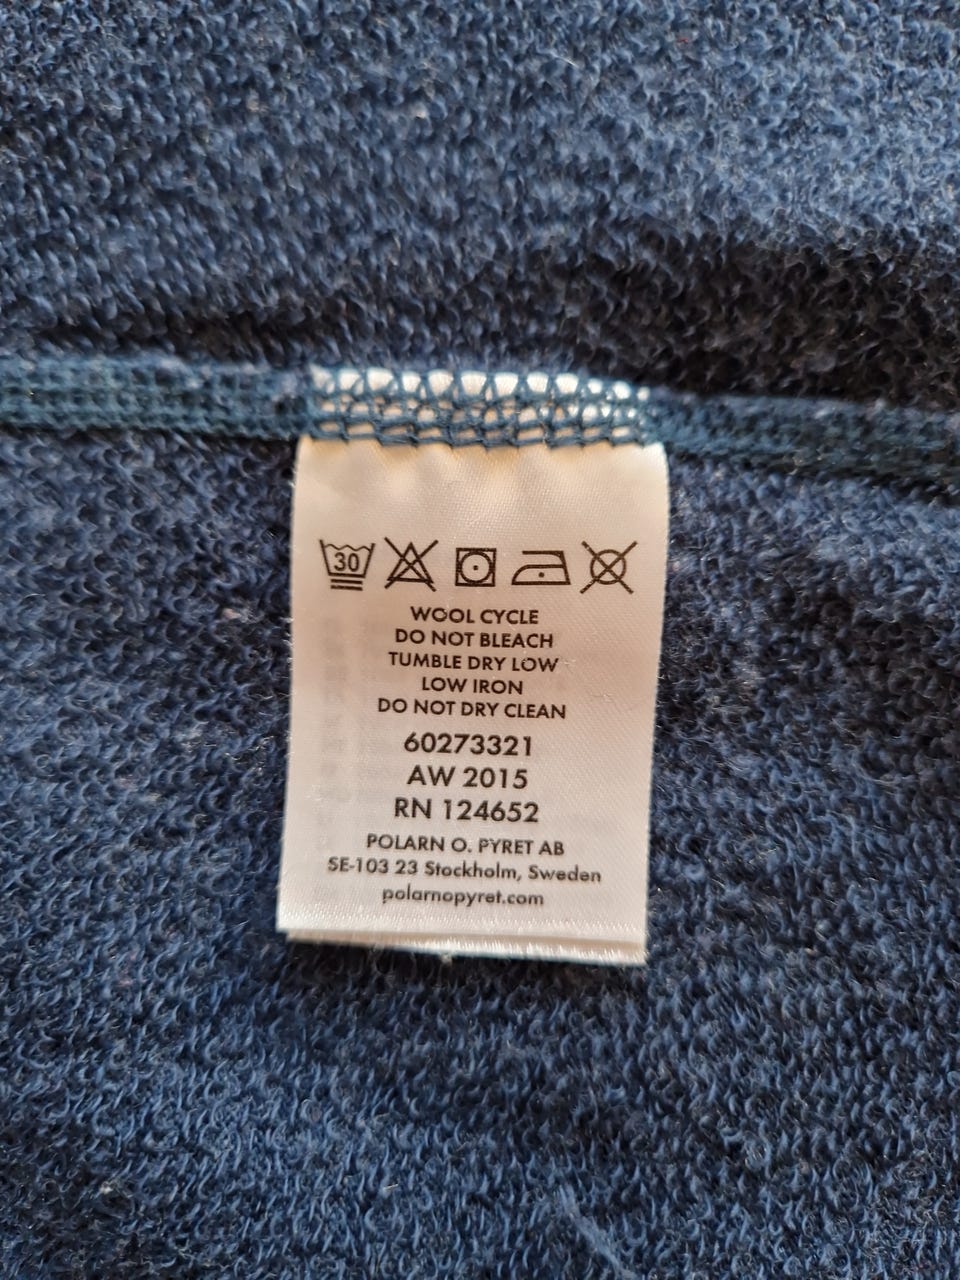 30
WOOL CYCLE
DO NOT BLEACH
TUMBLE DRY LOW
LOW IRON
DO NOT DRY CLEAN
60273321
AW 2015
RN 124652
POLARN O. PYRET AB
SE-103 23 Stockholm, Sweden
polarnopyret.com